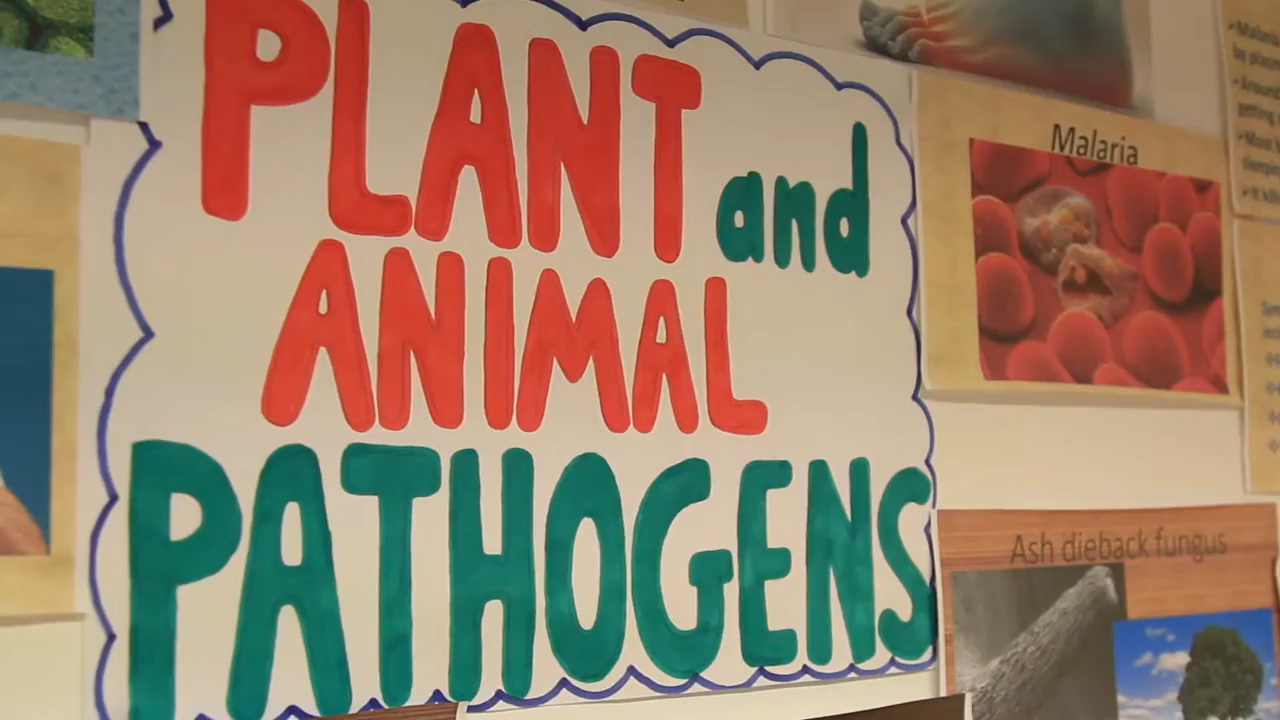 PLANT and
ANIMAL
PATHOGENS
Malaria
Ash dieback fungus